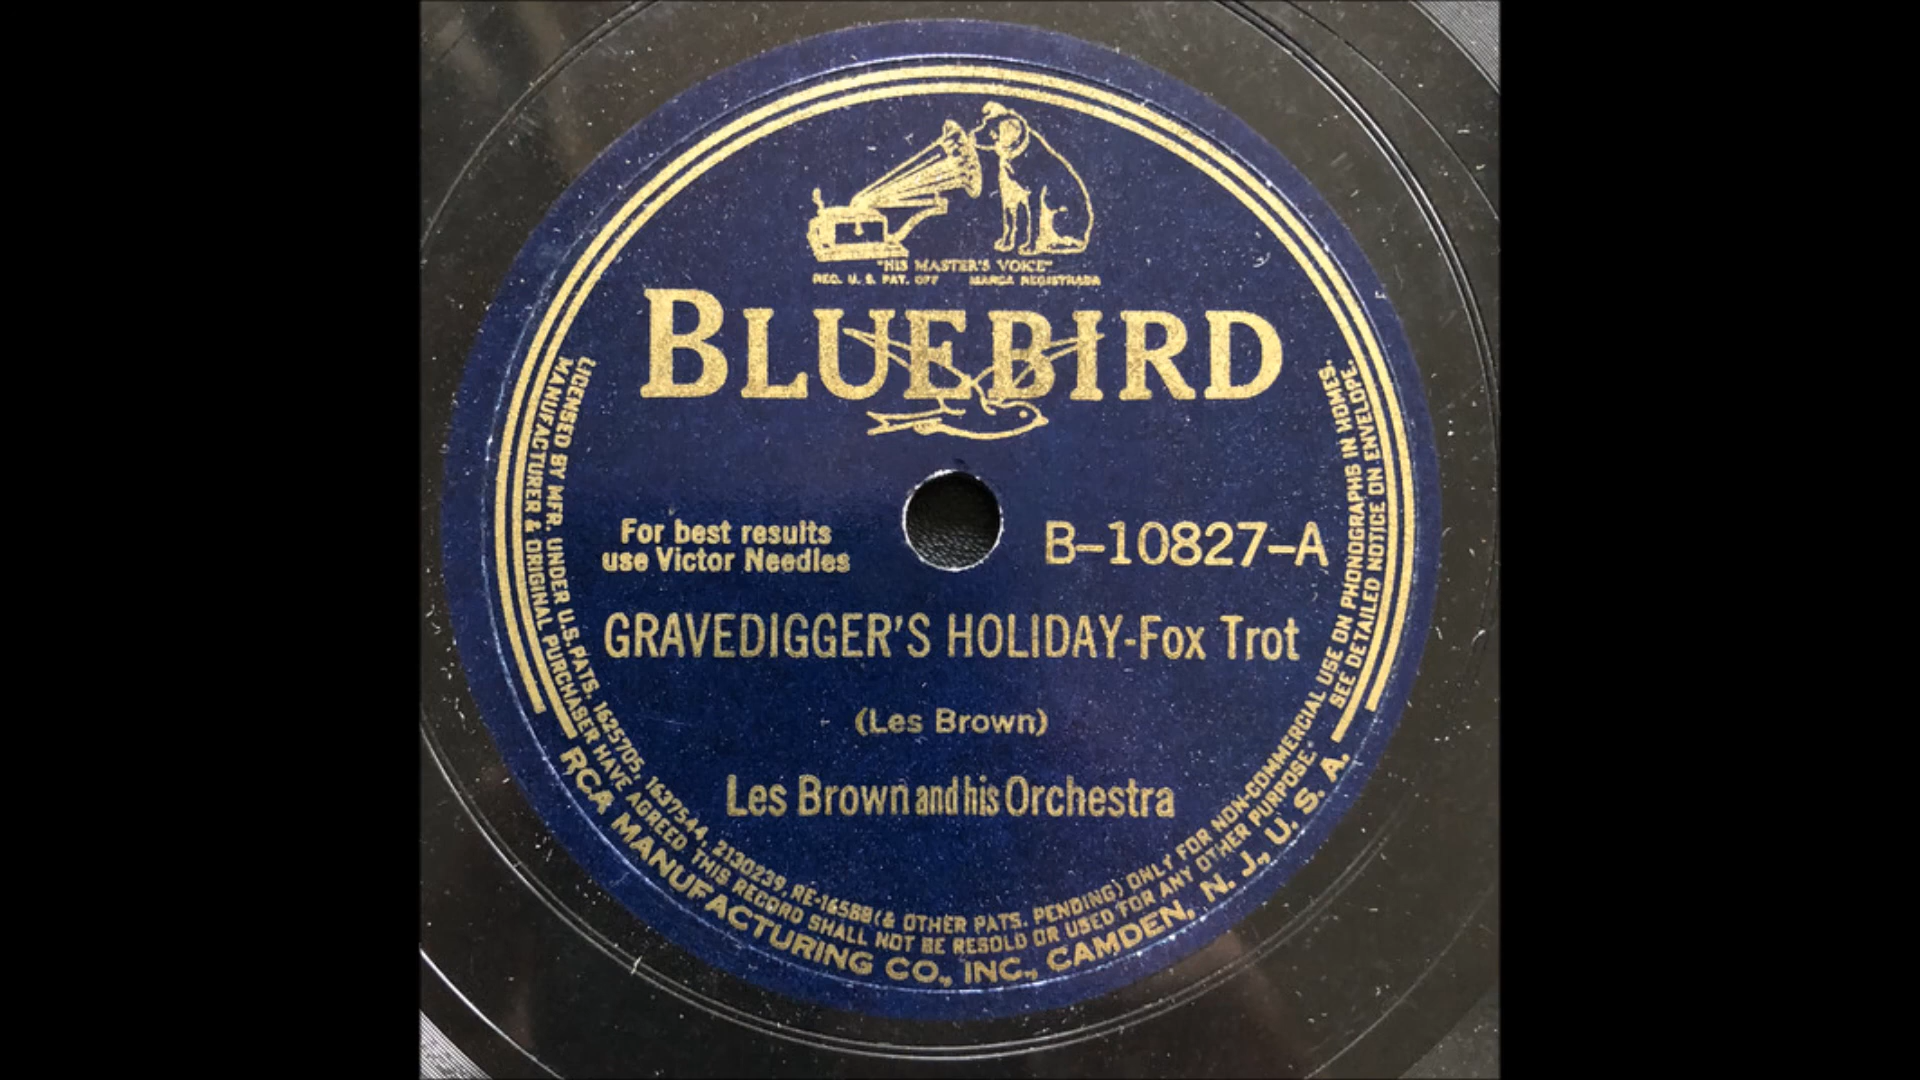 "HIS MASTER'S VOICE"
REG. U. S. PAT. OFF MARCA REGISTRADA
BLUEBIRD
For best results
use Victor Needles
B-10827-A
GRAVEDIGGER'S HOLIDAY-Fox Trot
(Les Brown)
Les Brown and his Orchestra
LICENSED BY MFR. UNDER U.S. PATS. 1625705, 1637544, 2130239, RE-16588 (& OTHER PATS. PENDING) ONLY FOR NON-COMMERCIAL USE ON PHONOGRAPHS IN HOMES.
MANUFACTURER & ORIGINAL PURCHASER HAVE AGREED THIS RECORD SHALL NOT BE RESOLD OR USED FOR ANY OTHER PURPOSE. SEE DETAILED NOTICE ON ENVELOPE.
RCA MANUFACTURING CO., INC., CAMDEN, N. J., U. S. A.